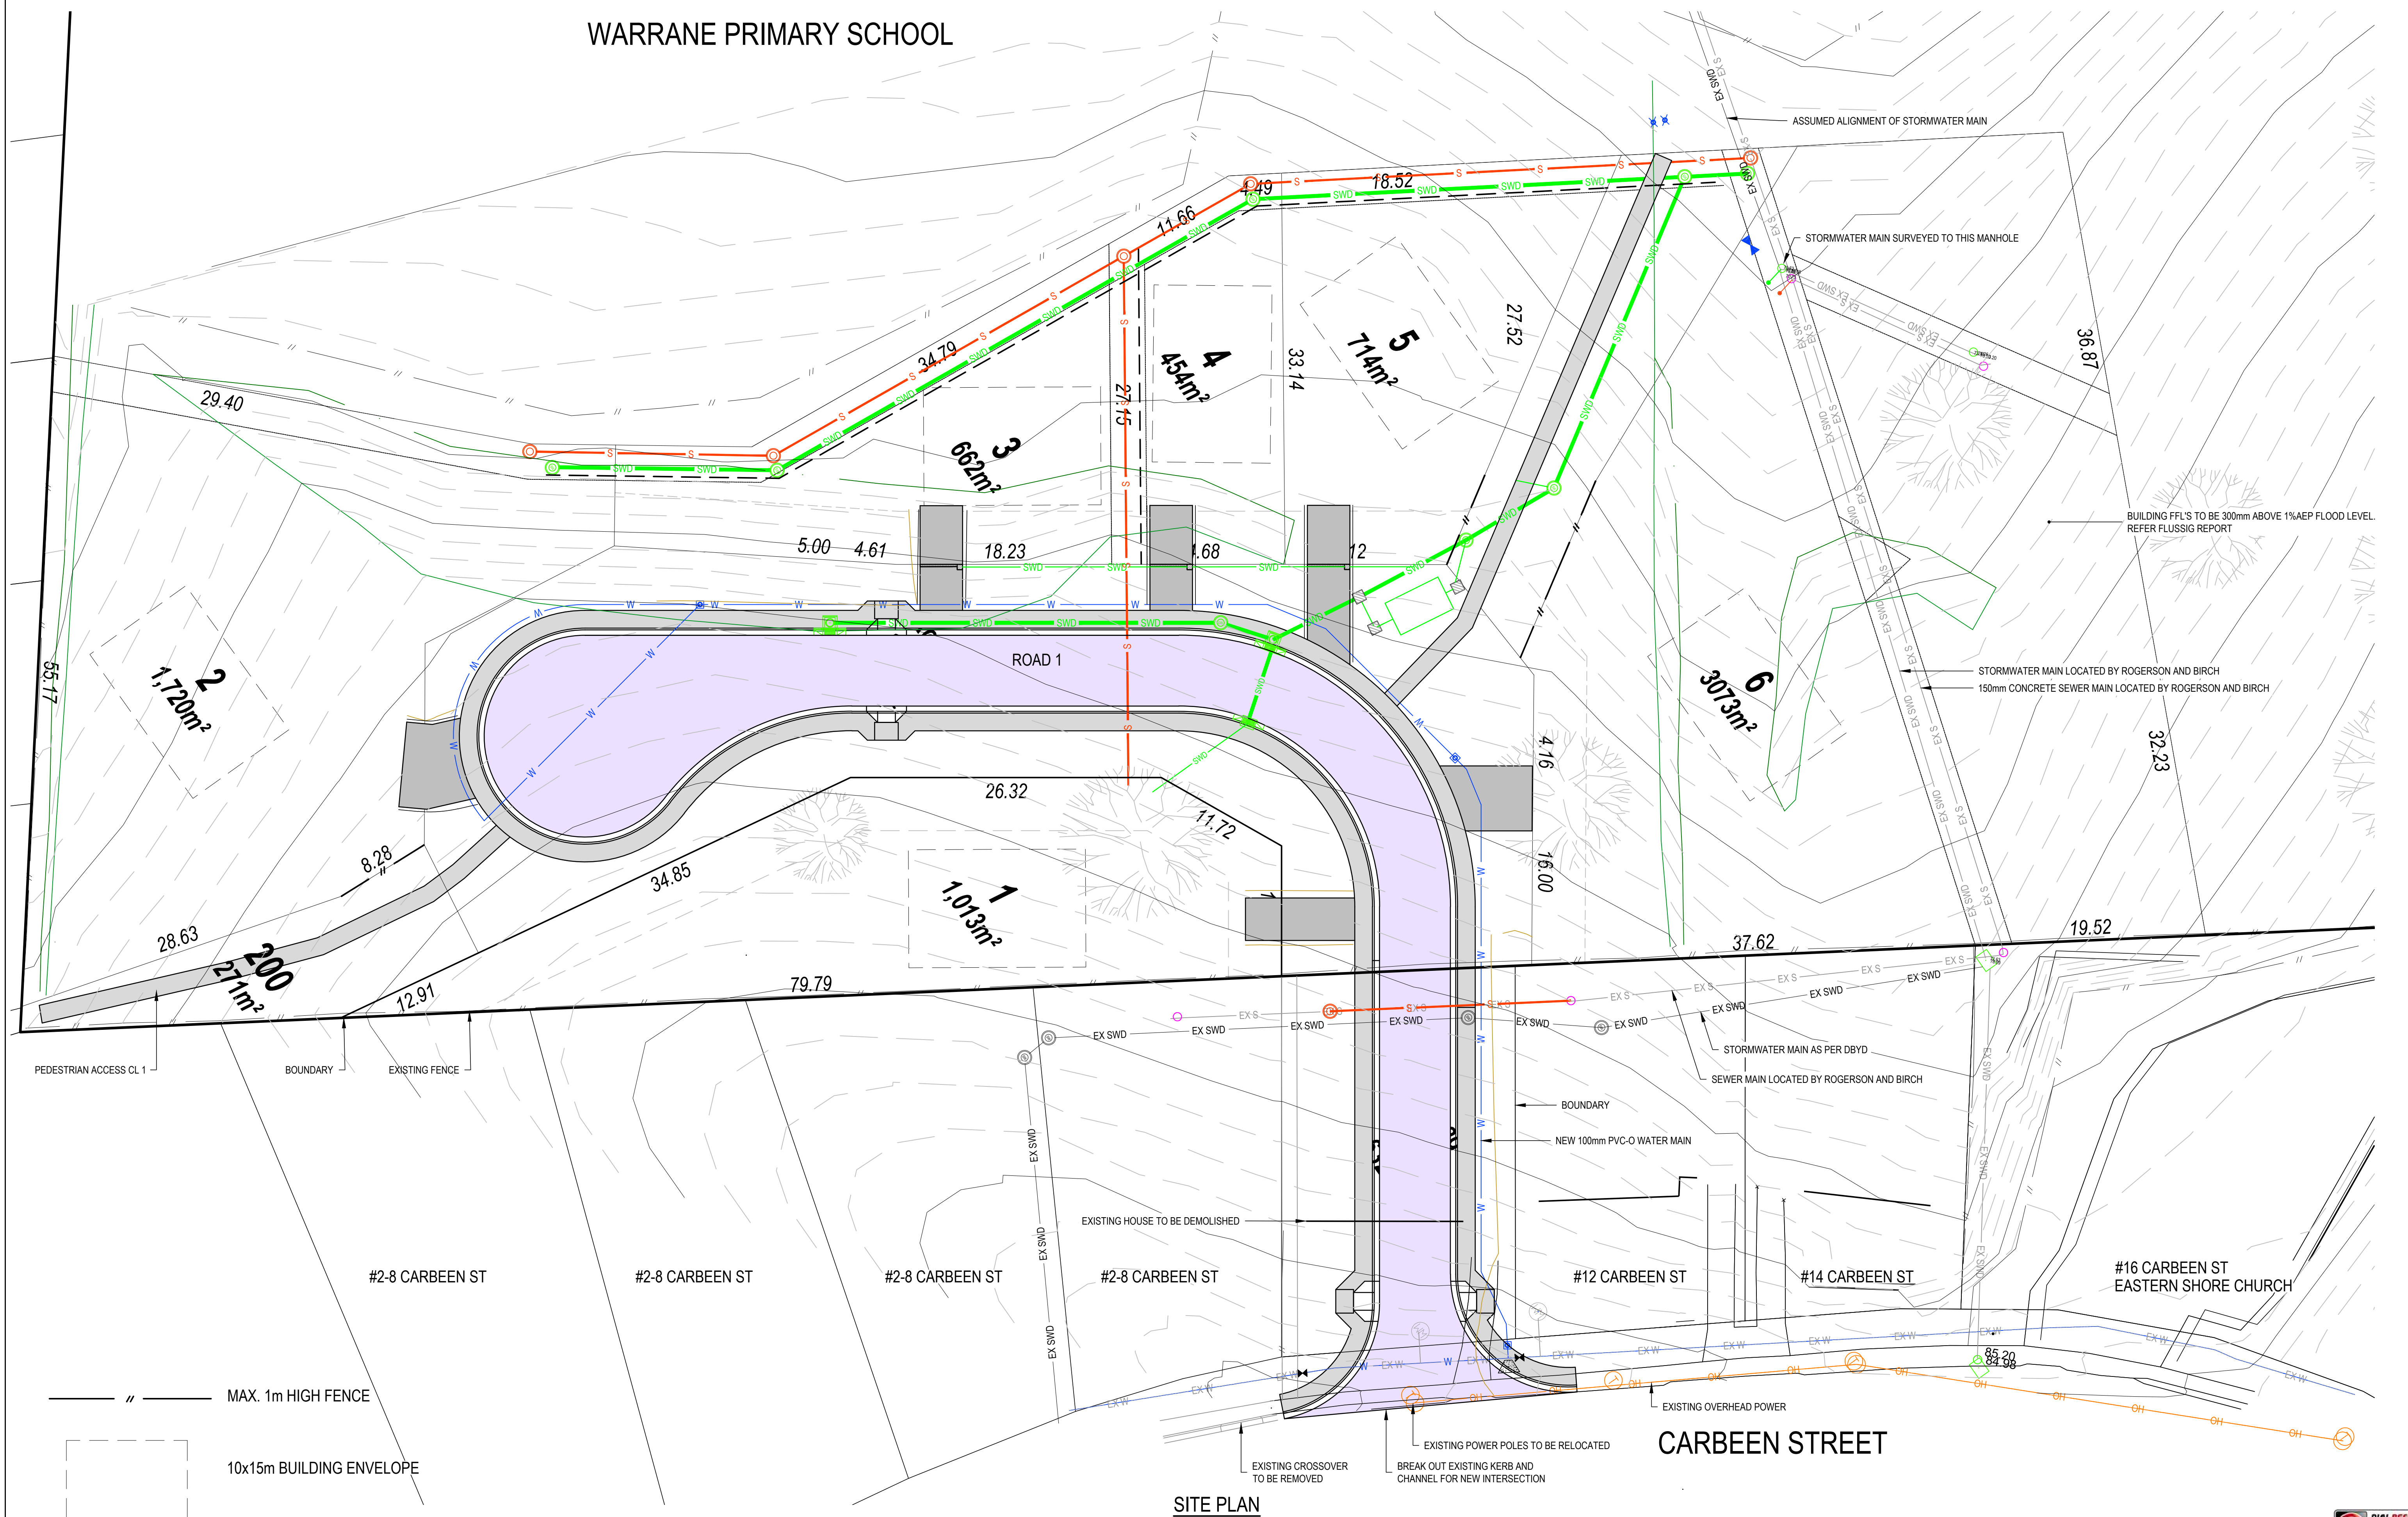 WARRANE PRIMARY SCHOOL
EX SWD
EX S
ASSUMED ALIGNMENT OF STORMWATER MAIN
4.49
18.52
11.66
STORMWATER MAIN SURVEYED TO THIS MANHOLE
34.79
27.15
33.14
27.52
36.87
4
454m²
5
714m²
29.40
3
662m²
BUILDING FFL'S TO BE 300mm ABOVE 1%AEP FLOOD LEVEL.
REFER FLUSSIG REPORT
5.00
4.61
18.23
SWD
S
W
55.17
2
1,720m²
ROAD 1
6
3073m²
STORMWATER MAIN LOCATED BY ROGERSON AND BIRCH
150mm CONCRETE SEWER MAIN LOCATED BY ROGERSON AND BIRCH
32.23
4.16
26.32
11.72
8.28
34.85
16.00
1
1,013m²
28.63
200
271m²
12.91
79.79
37.62
19.52
PEDESTRIAN ACCESS CL 1
BOUNDARY
EXISTING FENCE
STORMWATER MAIN AS PER DBYD
SEWER MAIN LOCATED BY ROGERSON AND BIRCH
BOUNDARY
NEW 100mm PVC-O WATER MAIN
EXISTING HOUSE TO BE DEMOLISHED
#2-8 CARBEEN ST
#2-8 CARBEEN ST
#2-8 CARBEEN ST
#2-8 CARBEEN ST
#12 CARBEEN ST
#14 CARBEEN ST
#16 CARBEEN ST
EASTERN SHORE CHURCH
EX W
85.20
84.98
OH
MAX. 1m HIGH FENCE
EXISTING OVERHEAD POWER
CARBEEN STREET
EXISTING POWER POLES TO BE RELOCATED
10x15m BUILDING ENVELOPE
EXISTING CROSSOVER
TO BE REMOVED
BREAK OUT EXISTING KERB AND
CHANNEL FOR NEW INTERSECTION
SITE PLAN